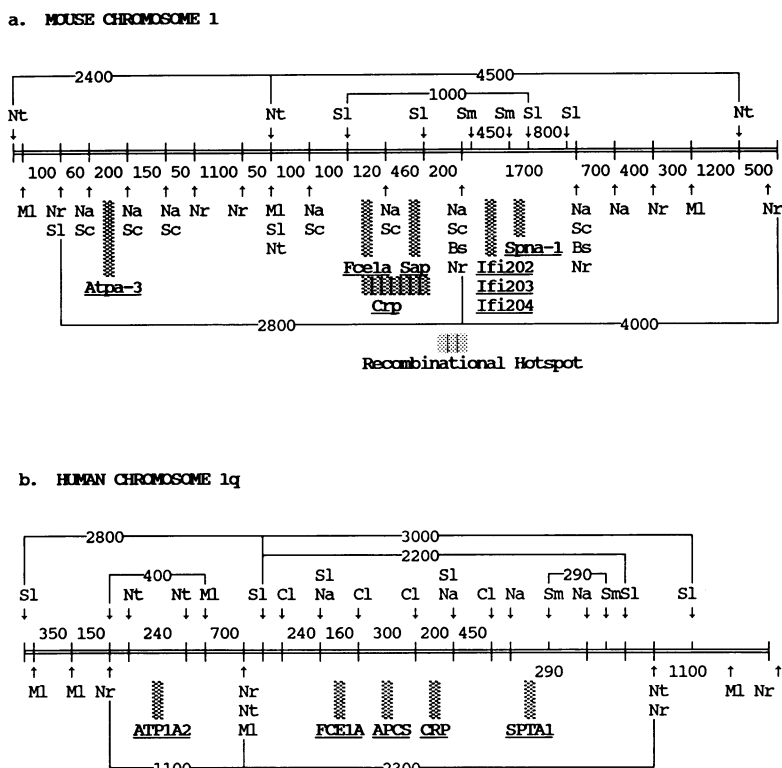 a. MOUSE CHROMOSOME 1
2400 4500
1000
Nt Nt Sl Sl Sm Sm Sl Sl Nt
450 800
100 60 200 150 50 1100 50 100 100 120 460 200 1700 700 400 300 1200 500
Ml Nr Na Na Na Nr Nr Ml Na Na Na Na Na Nr Ml Nr
Sl Sc Sc Sc Sl Sc Sc Sc Sc
Nt Bs Spna-1 Bs
Fce1a Sap Nr Ifi202 Nr
Atpa-3 Ifi203
Crp Ifi204
2800 4000
Recombinational Hotspot
b. HUMAN CHROMOSOME 1q
2800 3000
2200
400 Sl Sl 290
Sl Nt Nt Ml Sl Cl Na Cl Cl Na Cl Na Sm Na Sm Sl Sl
350 150 240 700 240 160 300 200 450
290 1100
Ml Ml Nr Nr Nt Ml Nr
Nt Nr
ATP1A2 Ml FCE1A APCS CRP SPTA1
1100 2300